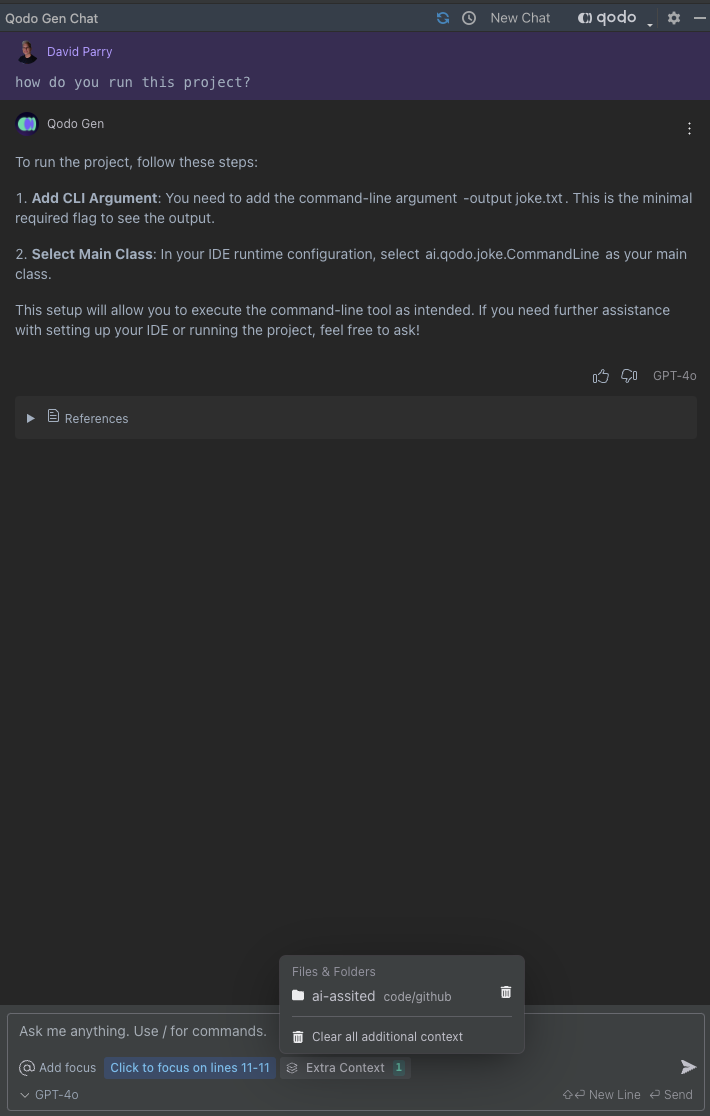 Qodo Gen Chat New Chat qodo
David Parry
how do you run this project?
Qodo Gen
To run the project, follow these steps:
1. Add CLI Argument: You need to add the command-line argument -output joke.txt. This is the minimal
required flag to see the output.
2. Select Main Class: In your IDE runtime configuration, select ai.qodo.joke.CommandLine as your main
class.
This setup will allow you to execute the command-line tool as intended. If you need further assistance
with setting up your IDE or running the project, feel free to ask!
GPT-4o
References
Files & Folders
ai-assited code/github
Clear all additional context
Ask me anything. Use / for commands.
@ Add focus Click to focus on lines 11-11 Extra Context 1
GPT-4o New Line Send